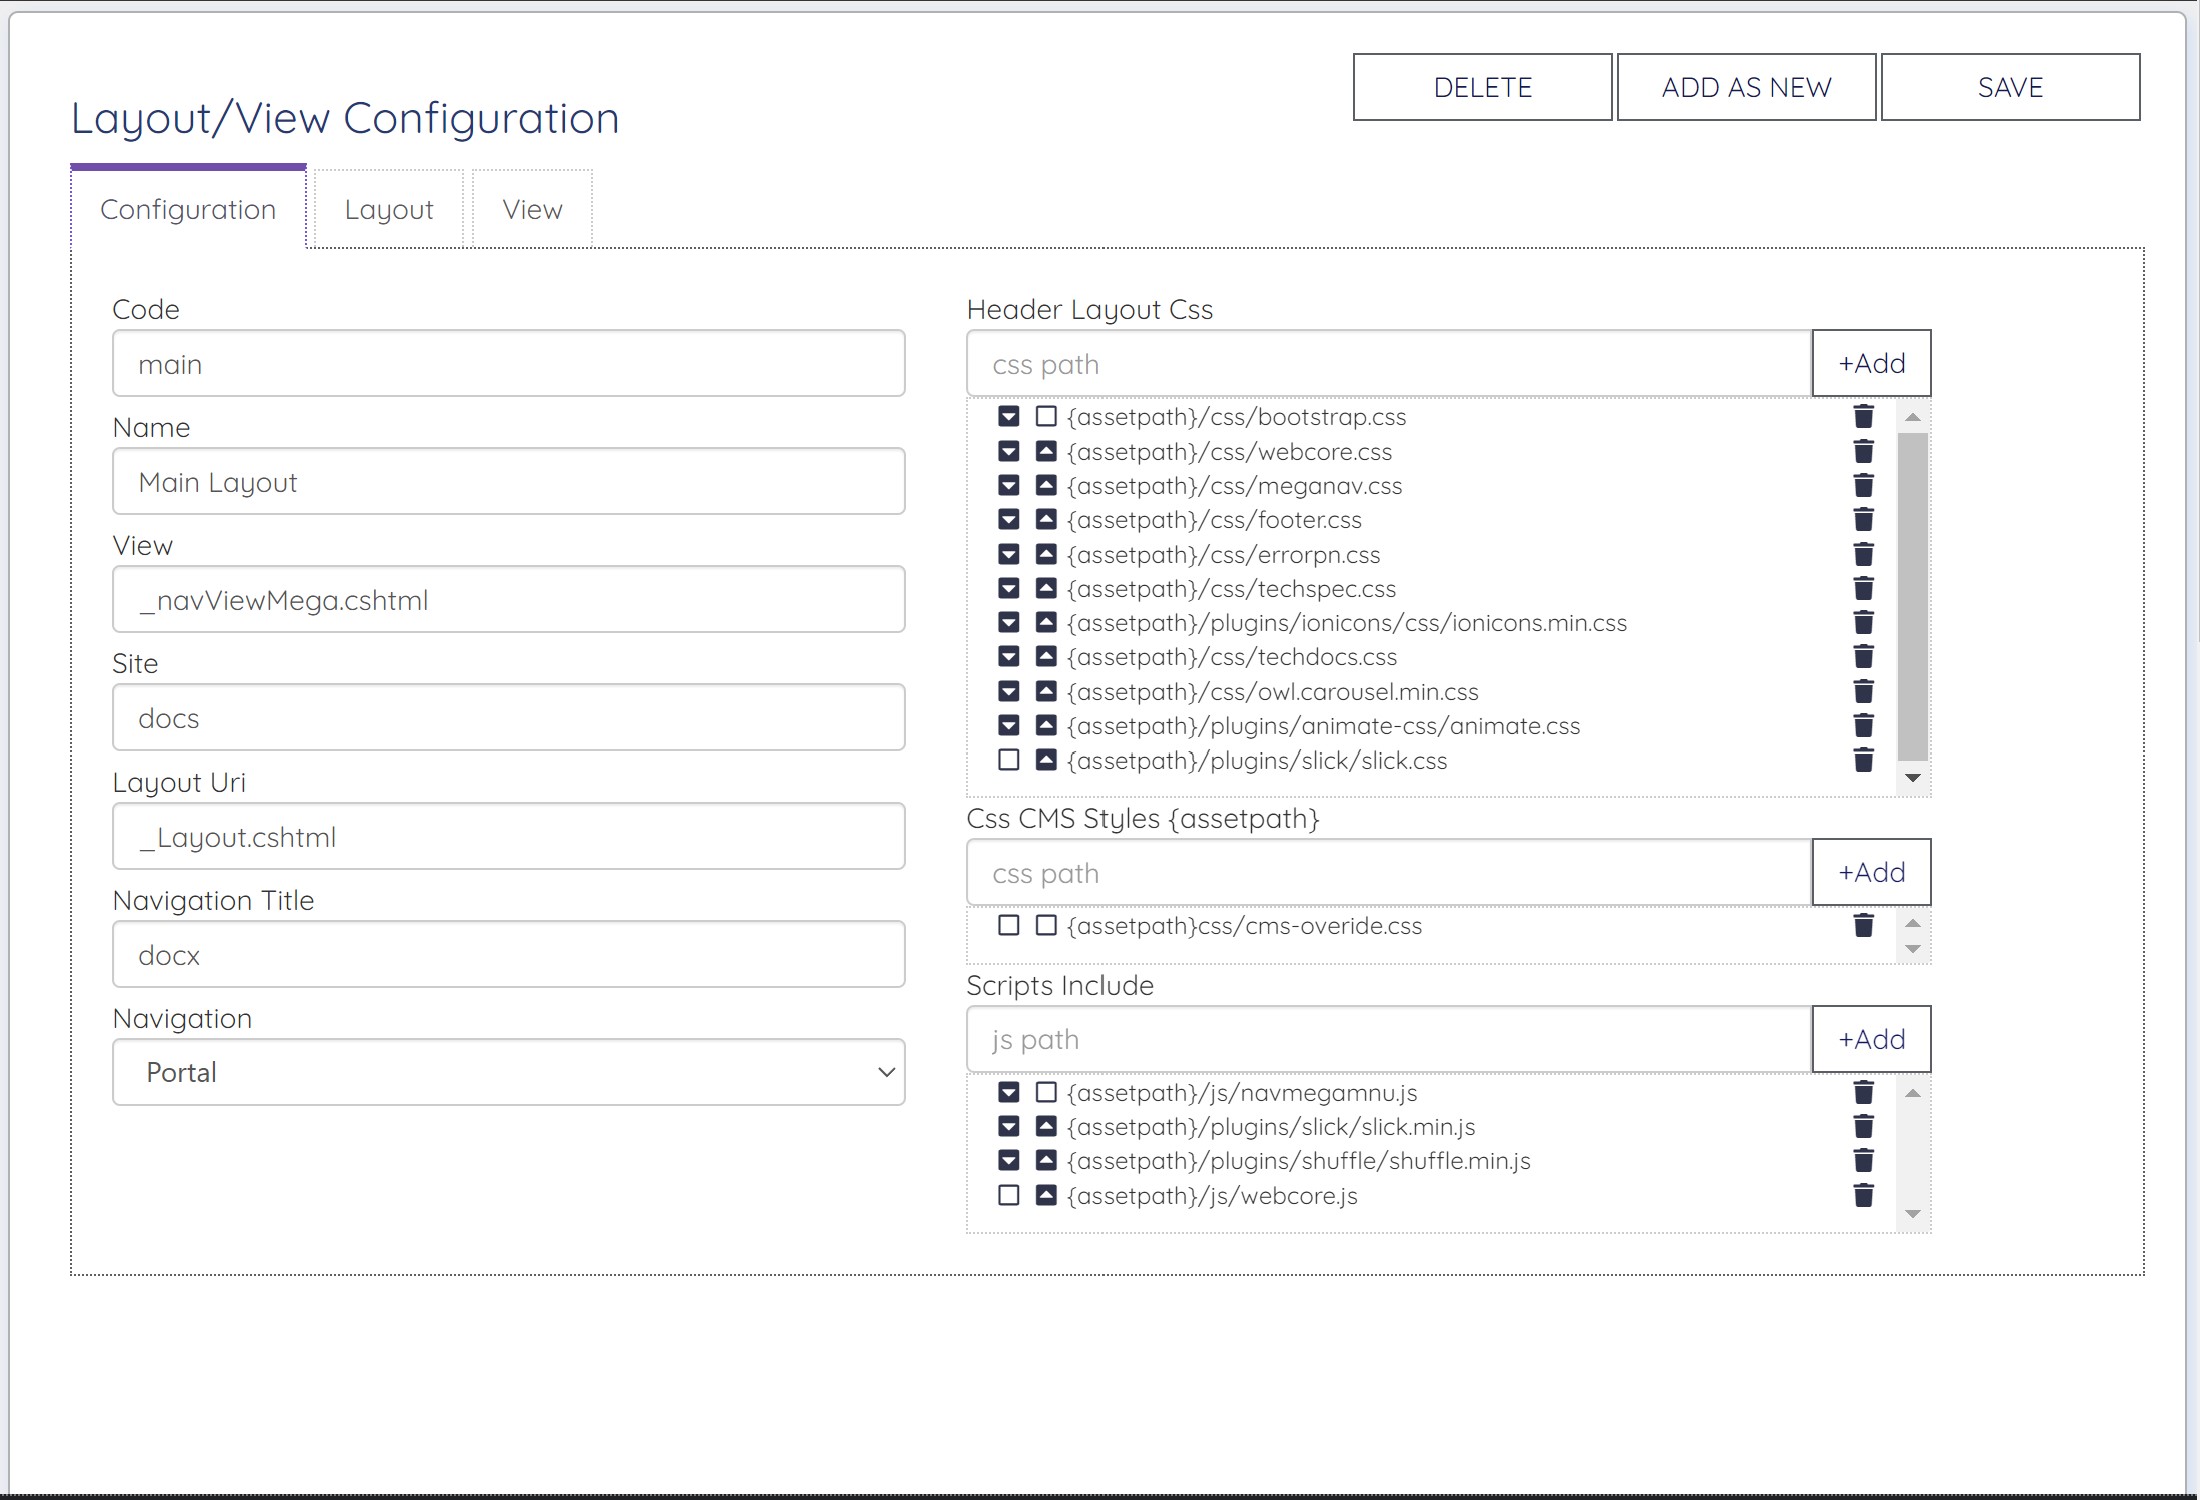 DELETE
ADD AS NEW
SAVE
Layout/View Configuration
Configuration
Layout
View
Code
main
Name
Main Layout
View
_navViewMega.cshtml
Site
docs
Layout Uri
_Layout.cshtml
Navigation Title
docx
Navigation
Portal
Header Layout Css
css path
+Add
{assetpath}/css/bootstrap.css
{assetpath}/css/webcore.css
{assetpath}/css/meganav.css
{assetpath}/css/footer.css
{assetpath}/css/errorpn.css
{assetpath}/css/techspec.css
{assetpath}/plugins/ionicons/css/ionicons.min.css
{assetpath}/css/techdocs.css
{assetpath}/css/owl.carousel.min.css
{assetpath}/plugins/animate-css/animate.css
{assetpath}/plugins/slick/slick.css
Css CMS Styles {assetpath}
css path
+Add
{assetpath}css/cms-overide.css
Scripts Include
js path
+Add
{assetpath}/js/navmegamnu.js
{assetpath}/plugins/slick/slick.min.js
{assetpath}/plugins/shuffle/shuffle.min.js
{assetpath}/js/webcore.js